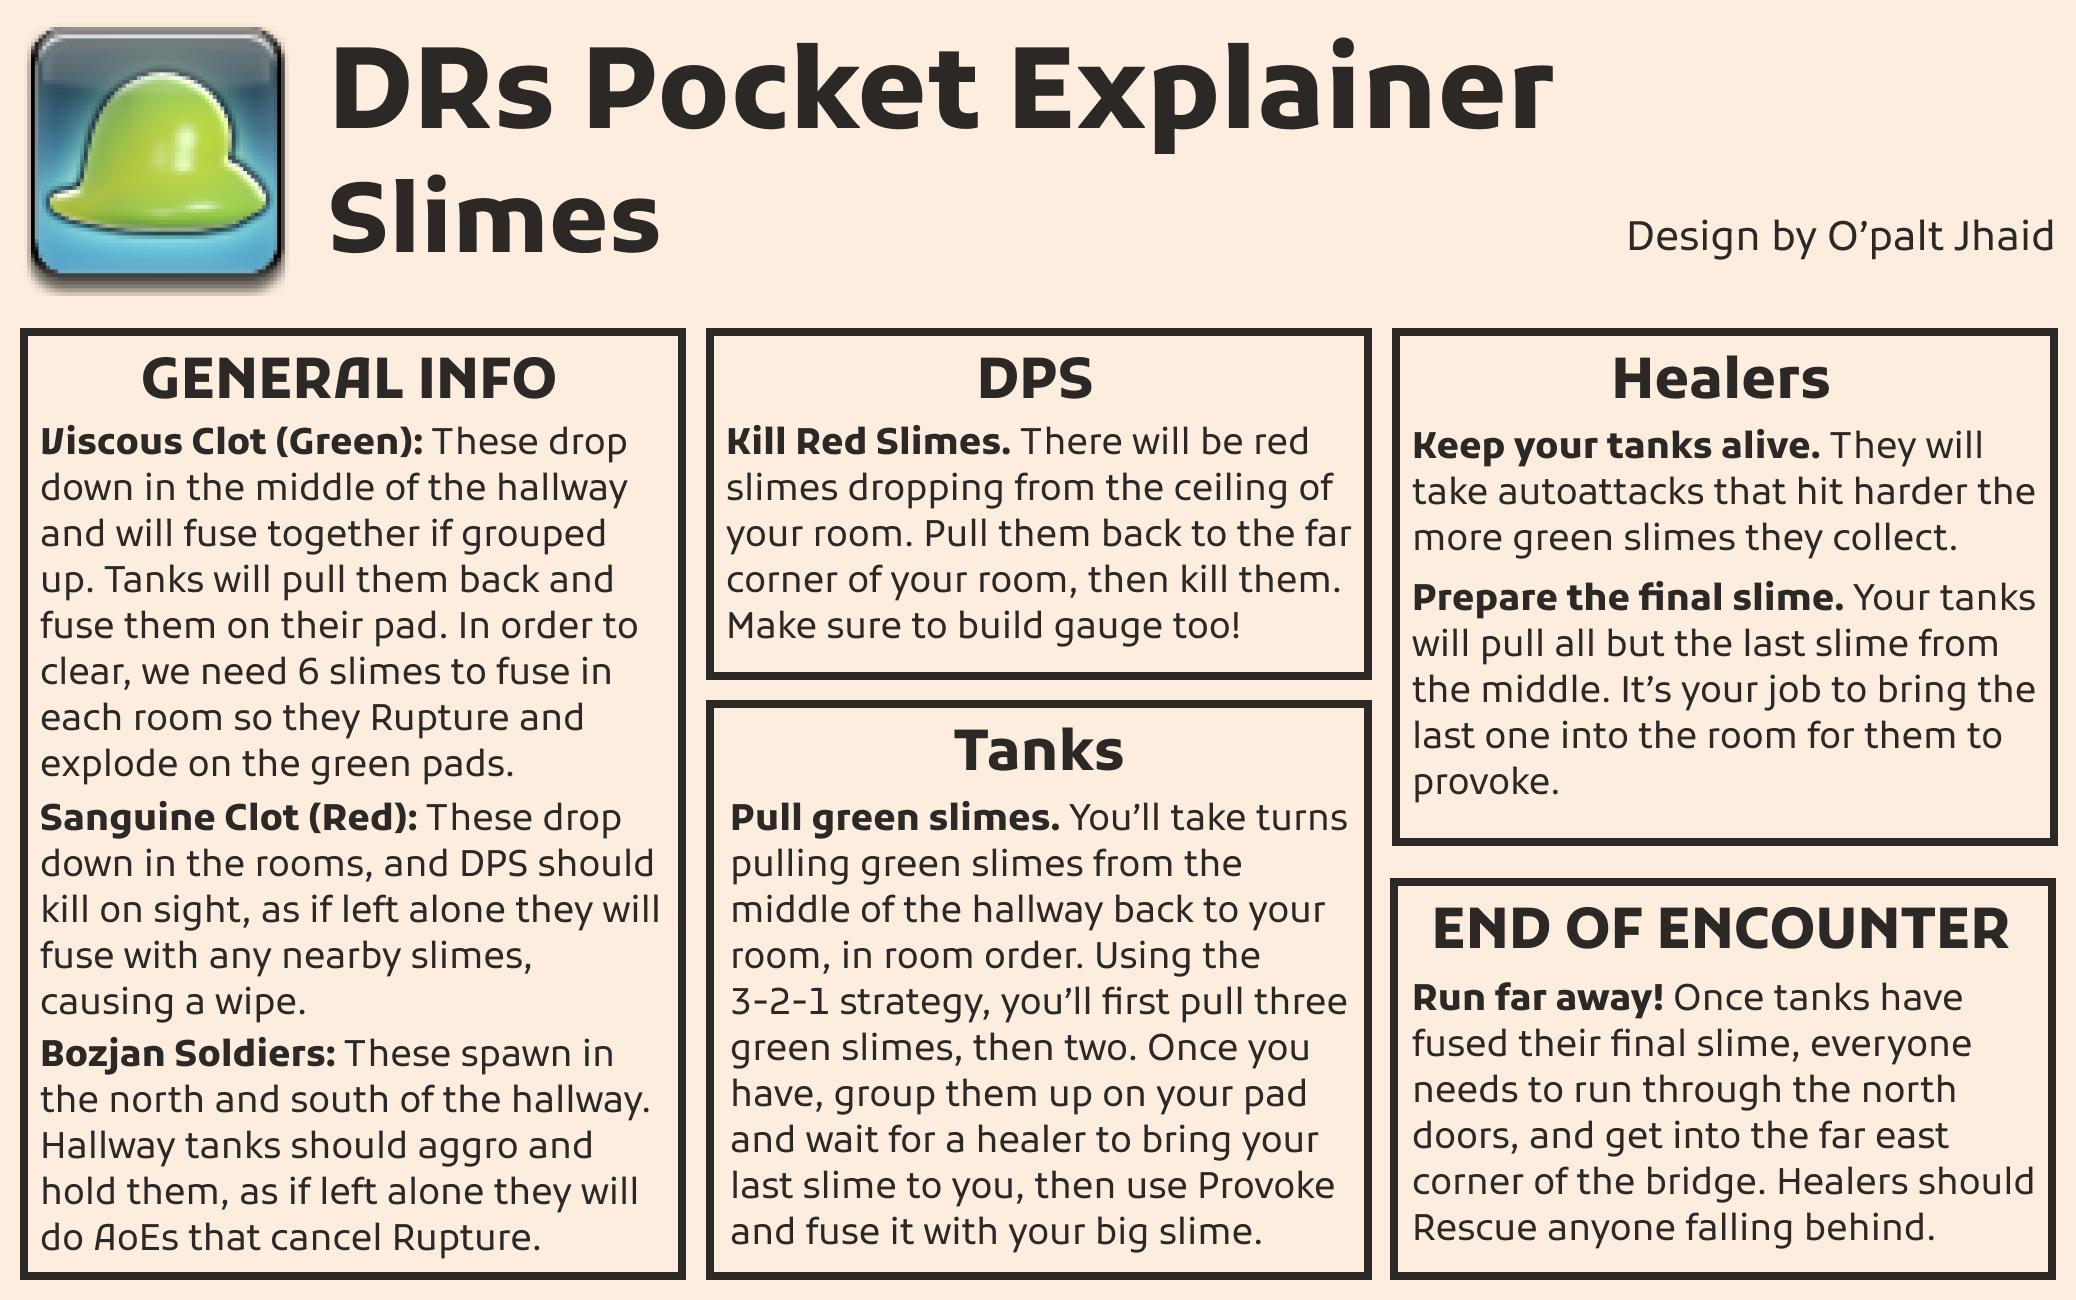 DRs Pocket Explainer
Slimes
Design by O’palt Jhaid
GENERAL INFO
Viscous Clot (Green): These drop
down in the middle of the hallway
and will fuse together if grouped
up. Tanks will pull them back and
fuse them on their pad. In order to
clear, we need 6 slimes to fuse in
each room so they Rupture and
explode on the green pads.
Sanguine Clot (Red): These drop
down in the rooms, and DPS should
kill on sight, as if left alone they will
fuse with any nearby slimes,
causing a wipe.
Bozjan Soldiers: These spawn in
the north and south of the hallway.
Hallway tanks should aggro and
hold them, as if left alone they will
do AoEs that cancel Rupture.
DPS
Kill Red Slimes. There will be red
slimes dropping from the ceiling of
your room. Pull them back to the far
corner of your room, then kill them.
Make sure to build gauge too!
Tanks
Pull green slimes. You’ll take turns
pulling green slimes from the
middle of the hallway back to your
room, in room order. Using the
3-2-1 strategy, you’ll first pull three
green slimes, then two. Once you
have, group them up on your pad
and wait for a healer to bring your
last slime to you, then use Provoke
and fuse it with your big slime.
Healers
Keep your tanks alive. They will
take autoattacks that hit harder the
more green slimes they collect.
Prepare the final slime. Your tanks
will pull all but the last slime from
the middle. It’s your job to bring the
last one into the room for them to
provoke.
END OF ENCOUNTER
Run far away! Once tanks have
fused their final slime, everyone
needs to run through the north
doors, and get into the far east
corner of the bridge. Healers should
Rescue anyone falling behind.